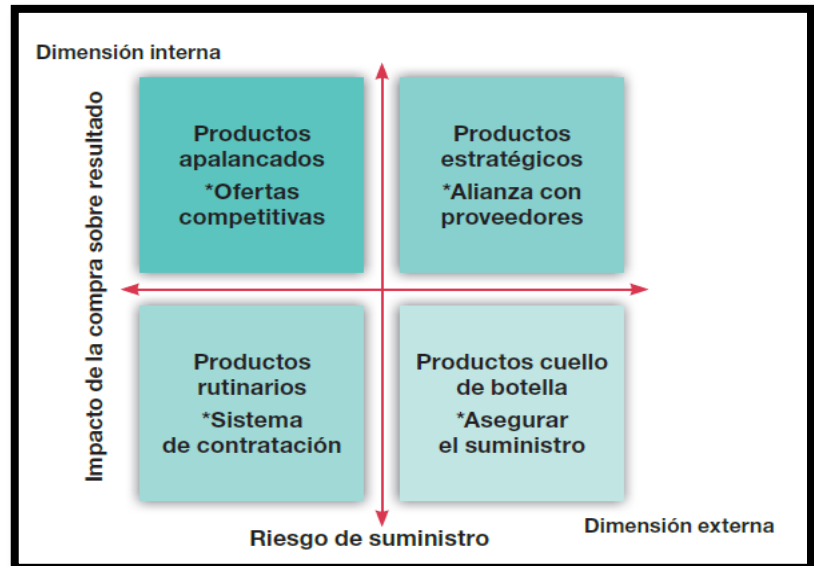 Dimensión interna
Impacto de la compra sobre resultado
Productos
apalancados
*Ofertas
competitivas
Productos
estratégicos
*Alianza con
proveedores
Productos
rutinarios
*Sistema
de contratación
Productos cuello
de botella
*Asegurar
el suministro
Riesgo de suministro
Dimensión externa